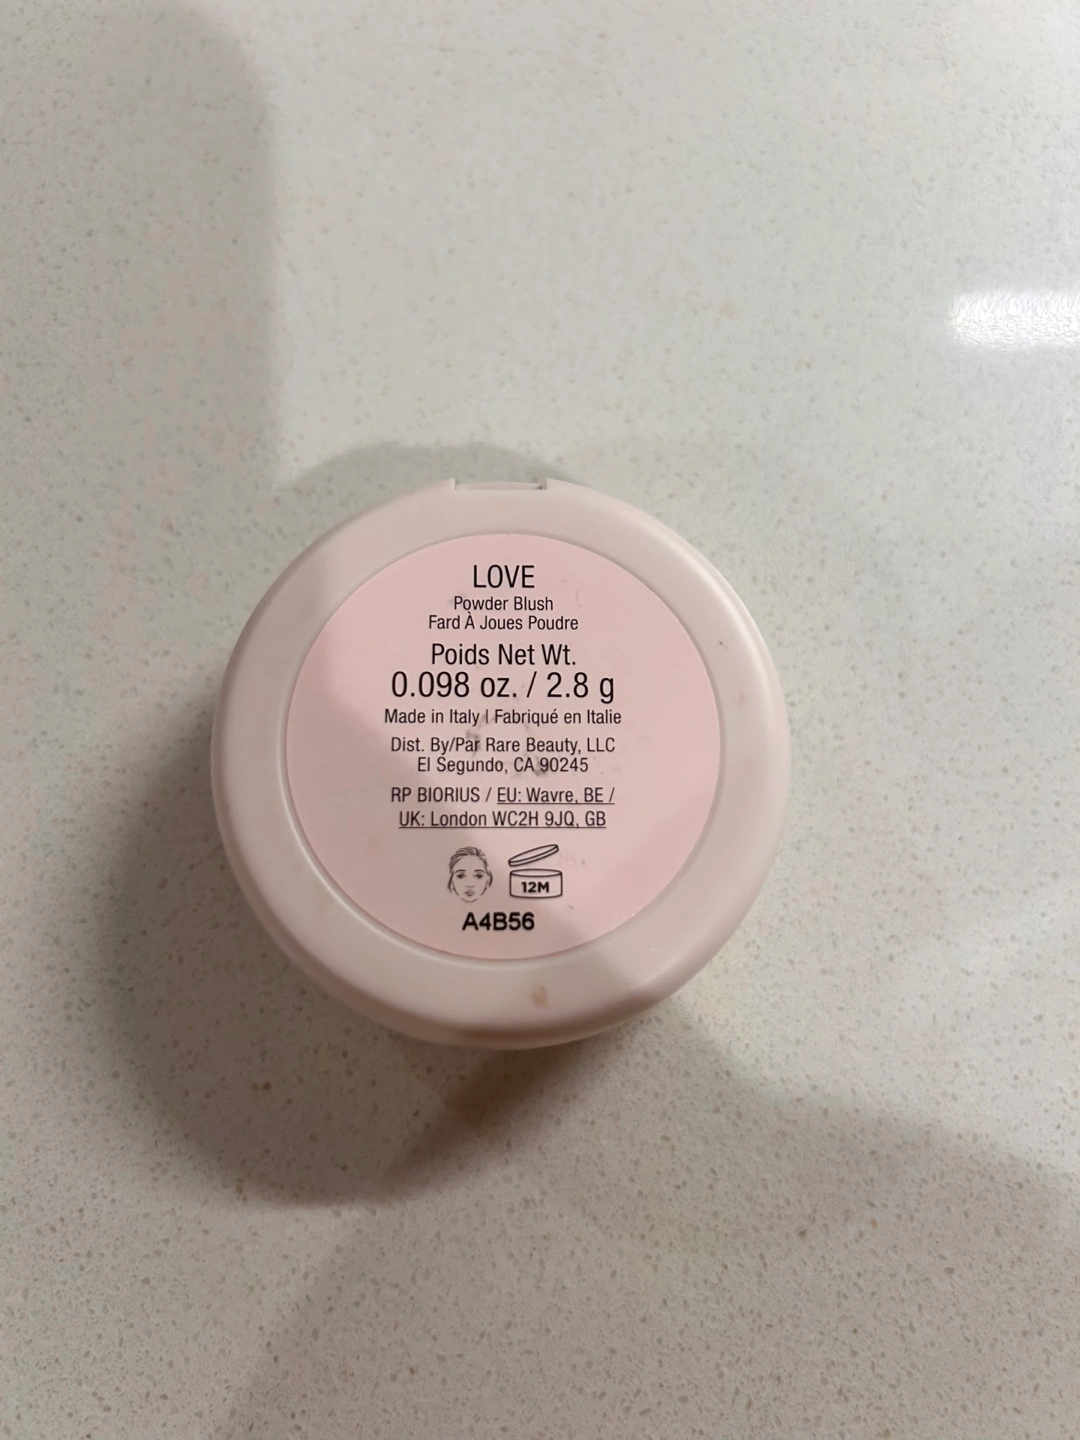 LOVE
Powder Blush
Fard À Joues Poudre
Poids Net Wt.
0.098 oz. / 2.8 g
Made in Italy | Fabriqué en Italie
Dist. By/Par Rare Beauty, LLC
El Segundo, CA 90245
RP BIORIUS / EU: Wavre, BE /
UK: London WC2H 9JQ, GB
12M
A4B56